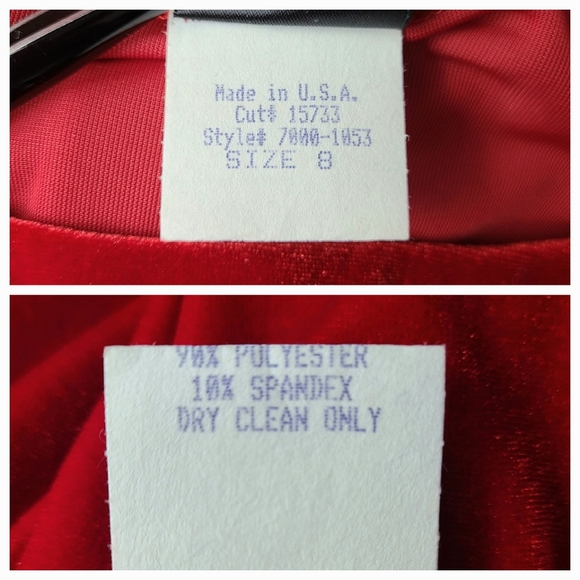 Made in U.S.A.
Cut# 15733
Style# 7000-1053
SIZE 8
90% POLYESTER
10% SPANDEX
DRY CLEAN ONLY